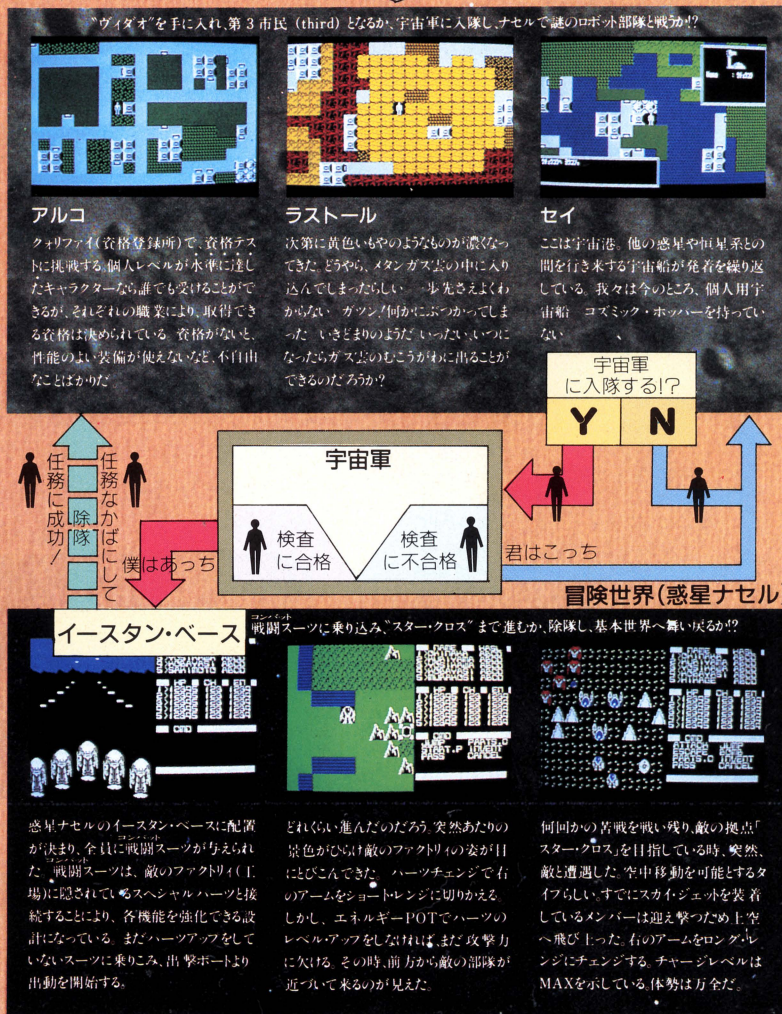 "ヴィダオ"を手に入れ、第3市民(third)となるか、宇宙軍に入隊し、ナセルで謎のロボット部隊と戦うか!?
アルコ
クォリファイ(資格登録所)で、資格テス
トに挑戦する。個人レベルが水準に達し
たキャラクターなら誰でも受けることがで
きるが、それぞれの職業により、取得でき
る資格は決められている。資格がないと、
性能のよい装備が使えないなど、不自由
なことばかりだ
ラストール
次第に黄色いもやのようなものが濃くなっ
てきた。どうやら、メタンガス雲の中に入り
込んでしまったらしい 一歩先さえよくわ
からない ガツン!何かにぶつかってしま
った いきどまりのようだ いったい、いつに
なったらガス雲のむこうがわに出ることが
できるのだろうか?
セイ
ここは宇宙港。他の惑星や恒星系との
間を行き来する宇宙船が発着を繰り返
している。我々は今のところ、個人用宇
宙船 コズミック・ホッパーを持ってい
ない
宇宙軍
に入隊する!?
Y
N
宇宙軍
検査
に合格
検査
に不合格
任務に成功!
除隊
任務なかばにして
僕はあっち
君はこっち
冒険世界(惑星ナセル
イースタン・ベース
コンバット
戦闘スーツに乗り込み、"スター・クロス"まで進むか、除隊し、基本世界へ舞い戻るか!?
CMD
PARTS.C
START.P INVENT
PASS CANCEL
CMD
PARTS.C INVENT
PASS CANCEL
惑星ナセルのイースタン・ベースに配置
コンバット
が決まり、全員に戦闘スーツが与えられ
コンバット
た 戦闘スーツは、敵のファクトリィ(工
場)に隠されているスペシャルパーツと接
続することにより、各機能を強化できる設
計になっている。まだパーツアップをして
いないスーツに乗りこみ、出撃ポートより
出動を開始する。
どれくらい進んだのだろう。突然あたりの
景色がひらけ敵のファクトリィの姿が目
にとびこんできた。 パーツチェンジで右
のアームをショート・レンジに切りかえる。
しかし、エネルギーPOTでパーツの
レベル・アップをしなければ、まだ攻撃力
に欠ける。その時、前方から敵の部隊が
近づいて来るのが見えた。
何回かの苦戦を戦い残り、敵の拠点「
スター・クロス」を目指している時、突然、
敵と遭遇した。空中移動を可能とするタ
イプらしい。すでにスカイ・ジェットを装着
しているメンバーは迎え撃つため上空
へ飛び上った。右のアームをロング・レ
ンジにチェンジする。チャージレベルは
MAXを示している。体勢は万全だ。